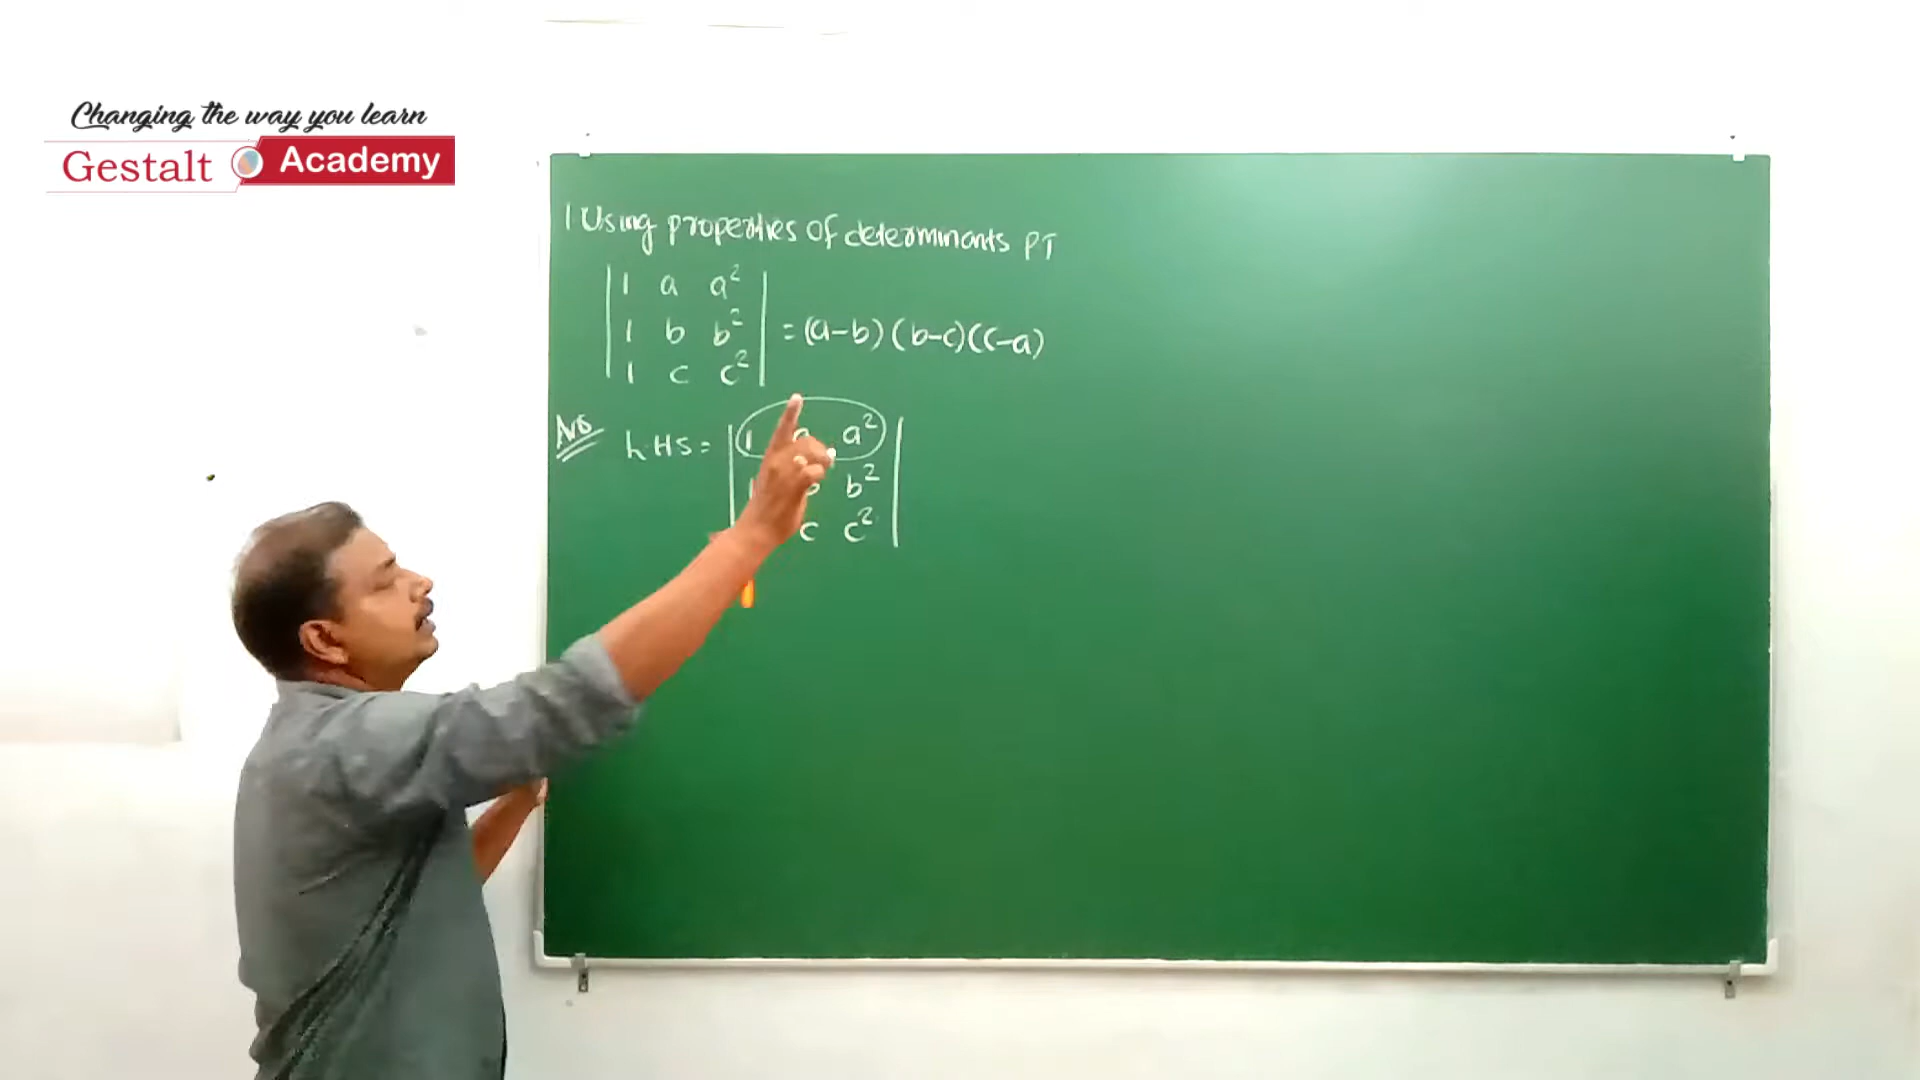 Changing the way you learn
Gestalt Academy
1 Using properties of determinants PT
1 a a²
1 b b²
1 c c²
= (a-b) (b-c) (c-a)
Ans LHS = 1 a a²
1 b b²
c c²